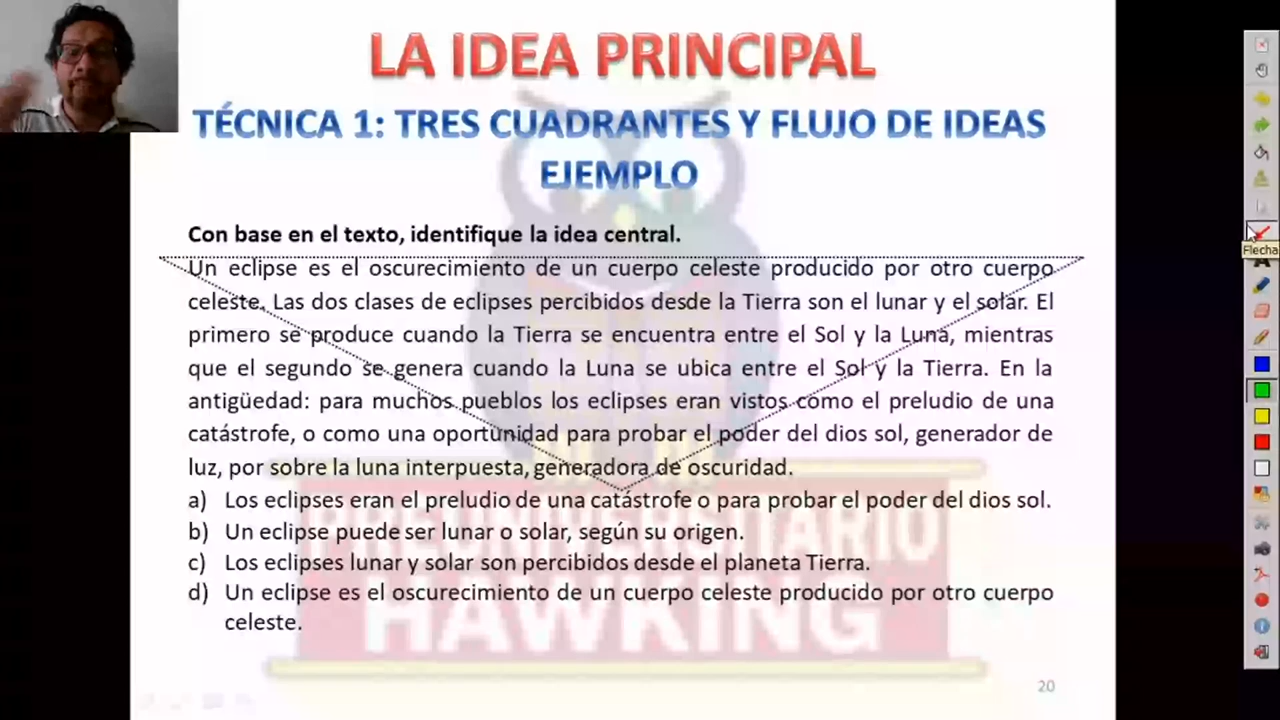 LA IDEA PRINCIPAL
TÉCNICA 1: TRES CUADRANTES Y FLUJO DE IDEAS
EJEMPLO
Con base en el texto, identifique la idea central.
Flecha
Un eclipse es el oscurecimiento de un cuerpo celeste producido por otro cuerpo
celeste. Las dos clases de eclipses percibidos desde la Tierra son el lunar y el solar. El
primero se produce cuando la Tierra se encuentra entre el Sol y la Luna, mientras
que el segundo se genera cuando la Luna se ubica entre el Sol y la Tierra. En la
antigüedad: para muchos pueblos los eclipses eran vistos como el preludio de una
catástrofe, o como una oportunidad para probar el poder del dios sol, generador de
luz, por sobre la luna interpuesta, generadora de oscuridad.
a) Los eclipses eran el preludio de una catástrofe o para probar el poder del dios sol.
b) Un eclipse puede ser lunar o solar, según su origen.
c) Los eclipses lunar y solar son percibidos desde el planeta Tierra.
d) Un eclipse es el oscurecimiento de un cuerpo celeste producido por otro cuerpo
celeste.
PREUNIVERSITARIO
HAWKING
20